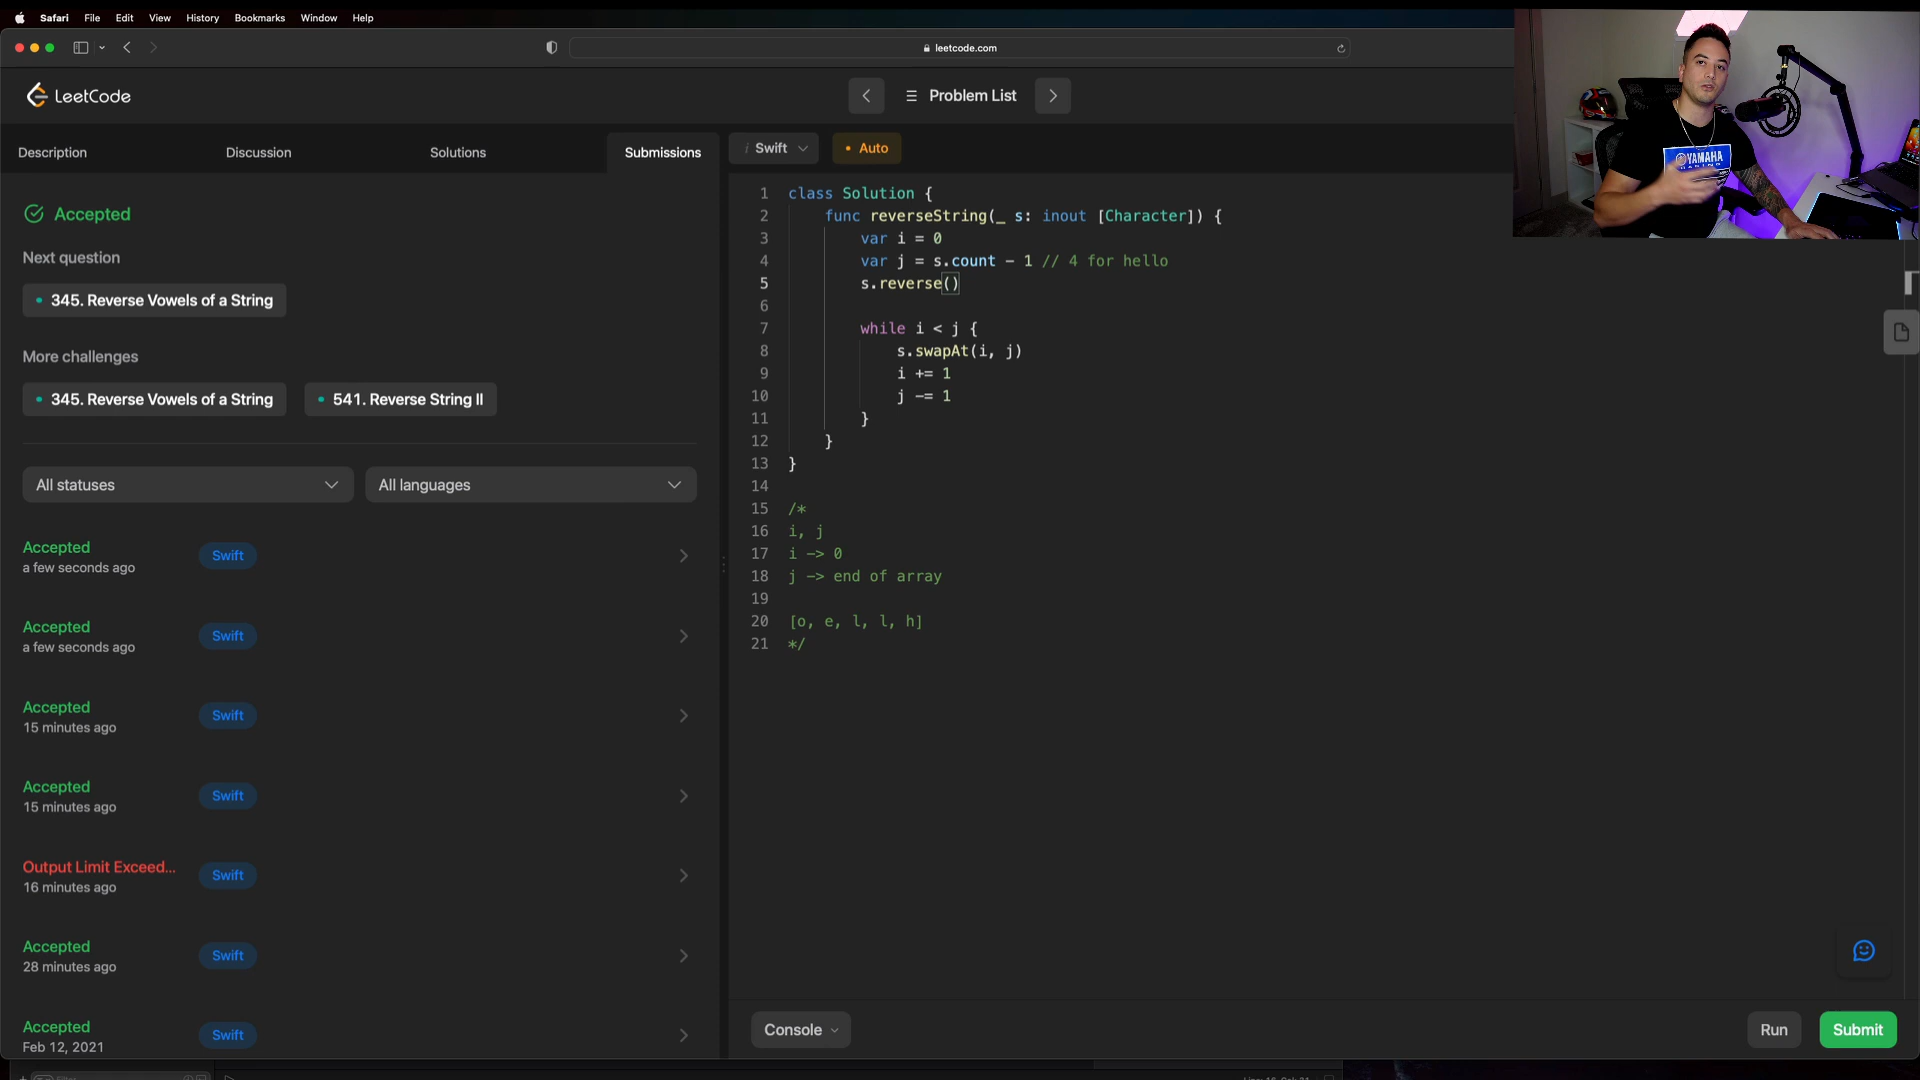 Safari File Edit View History Bookmarks Window Help
leetcode.com
LeetCode
Problem List
Description Discussion Solutions Submissions
Accepted
Next question
345. Reverse Vowels of a String
More challenges
345. Reverse Vowels of a String 541. Reverse String II
All statuses All languages
Accepted
a few seconds ago
Swift
Accepted
a few seconds ago
Swift
Accepted
15 minutes ago
Swift
Accepted
15 minutes ago
Swift
Output Limit Exceed...
16 minutes ago
Swift
Accepted
28 minutes ago
Swift
Accepted
Feb 12, 2021
Swift
i Swift • Auto
1 class Solution {
2 func reverseString(_ s: inout [Character]) {
3 var i = 0
4 var j = s.count - 1 // 4 for hello
5 s.reverse()
6
7 while i < j {
8 s.swapAt(i, j)
9 i += 1
10 j -= 1
11 }
12 }
13 }
14
15 /*
16 i, j
17 i -> 0
18 j -> end of array
19
20 [o, e, l, l, h]
21 */
Console Run Submit
YAMAHA